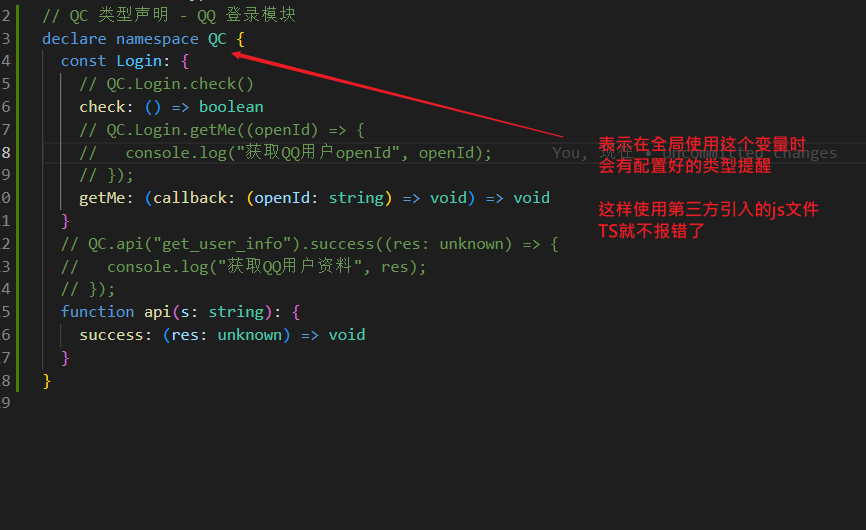 2 // QC 类型声明 - QQ 登录模块
3 declare namespace QC {
4   const Login: {
5     // QC.Login.check()
6     check: () => boolean
7     // QC.Login.getMe((openId) => {
8     //   console.log("获取QQ用户openId", openId);
9     // });
0     getMe: (callback: (openId: string) => void) => void
1   }
2   // QC.api("get_user_info").success((res: unknown) => {
3   //   console.log("获取QQ用户资料", res);
4   // });
5   function api(s: string): {
6     success: (res: unknown) => void
7   }
8 }
9
You,
changes
表示在全局使用这个变量时
会有配置好的类型提醒
这样使用第三方引入的js文件
TS就不报错了